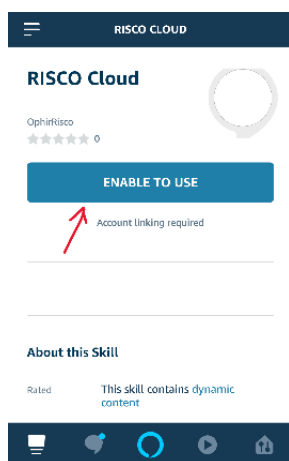 RISCO CLOUD
RISCO Cloud
OphirRisco
0
ENABLE TO USE
Account linking required
About this Skill
Rated This skill contains dynamic
content